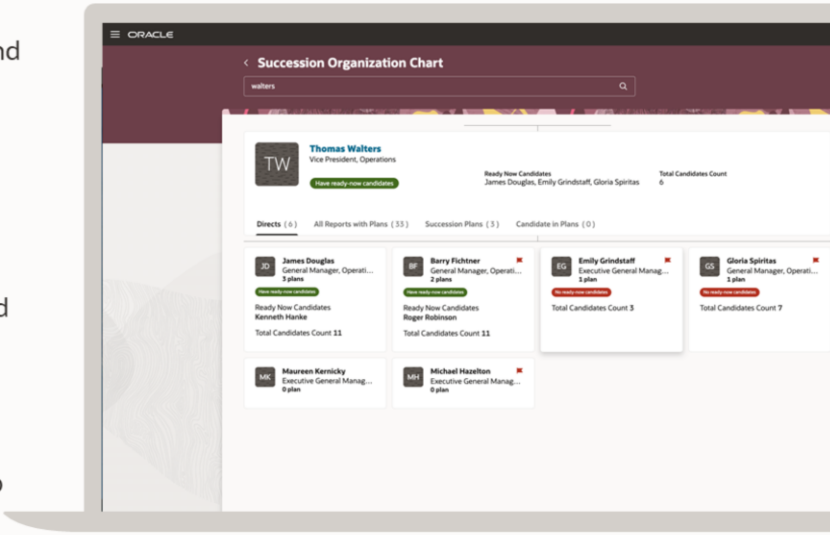 nd
d
ORACLE
Succession Organization Chart
walters
TW
Thomas Walters
Vice President, Operations
Have ready-now candidates
Ready Now Candidates
James Douglas, Emily Grindstaff, Gloria Spiritas
Total Candidates Count
6
Directs (6)
All Reports with Plans (33)
Succession Plans (3)
Candidate in Plans (0)
JD
James Douglas
General Manager, Operati...
3 plans
Have ready-now candidates
Ready Now Candidates
Kenneth Hanke
Total Candidates Count 11
BF
Barry Fichtner
General Manager, Operati...
2 plans
Have ready-now candidates
Ready Now Candidates
Roger Robinson
Total Candidates Count 11
EG
Emily Grindstaff
Executive General Manag...
1 plan
No ready-now candidates
Total Candidates Count 3
GS
Gloria Spiritas
General Manager, Operati...
1 plan
No ready-now candidates
Total Candidates Count 7
MK
Maureen Kernicky
Executive General Manag...
0 plan
MH
Michael Hazelton
Executive General Manag...
0 plan